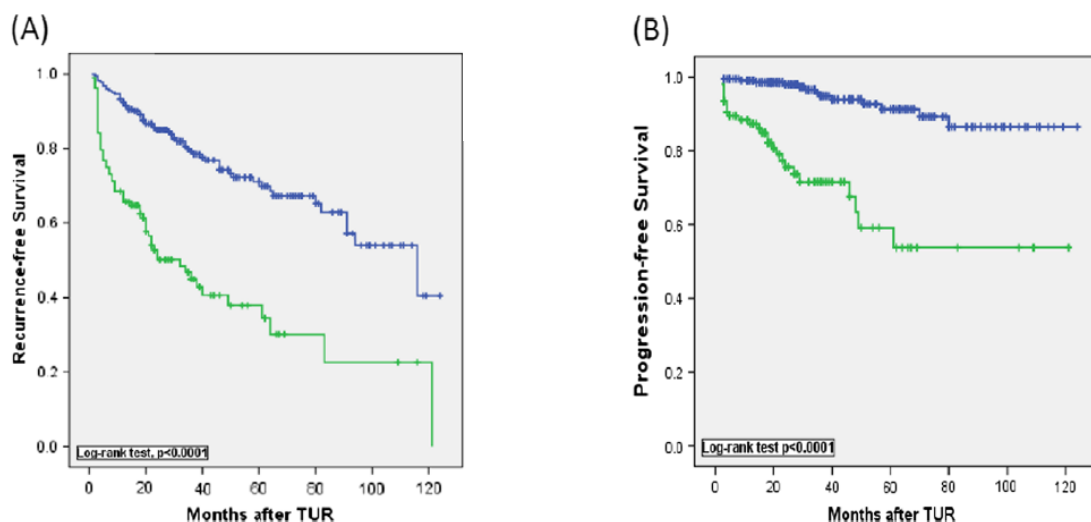 (A)
Recurrence-free Survival
1.0
0.8
0.6
0.4
0.2
0.0
Log-rank test, p<0.0001
0 20 40 60 80 100 120
Months after TUR
(B)
Progression-free Survival
1.0
0.8
0.6
0.4
0.2
0.0
Log-rank test p<0.0001
0 20 40 60 80 100 120
Months after TUR